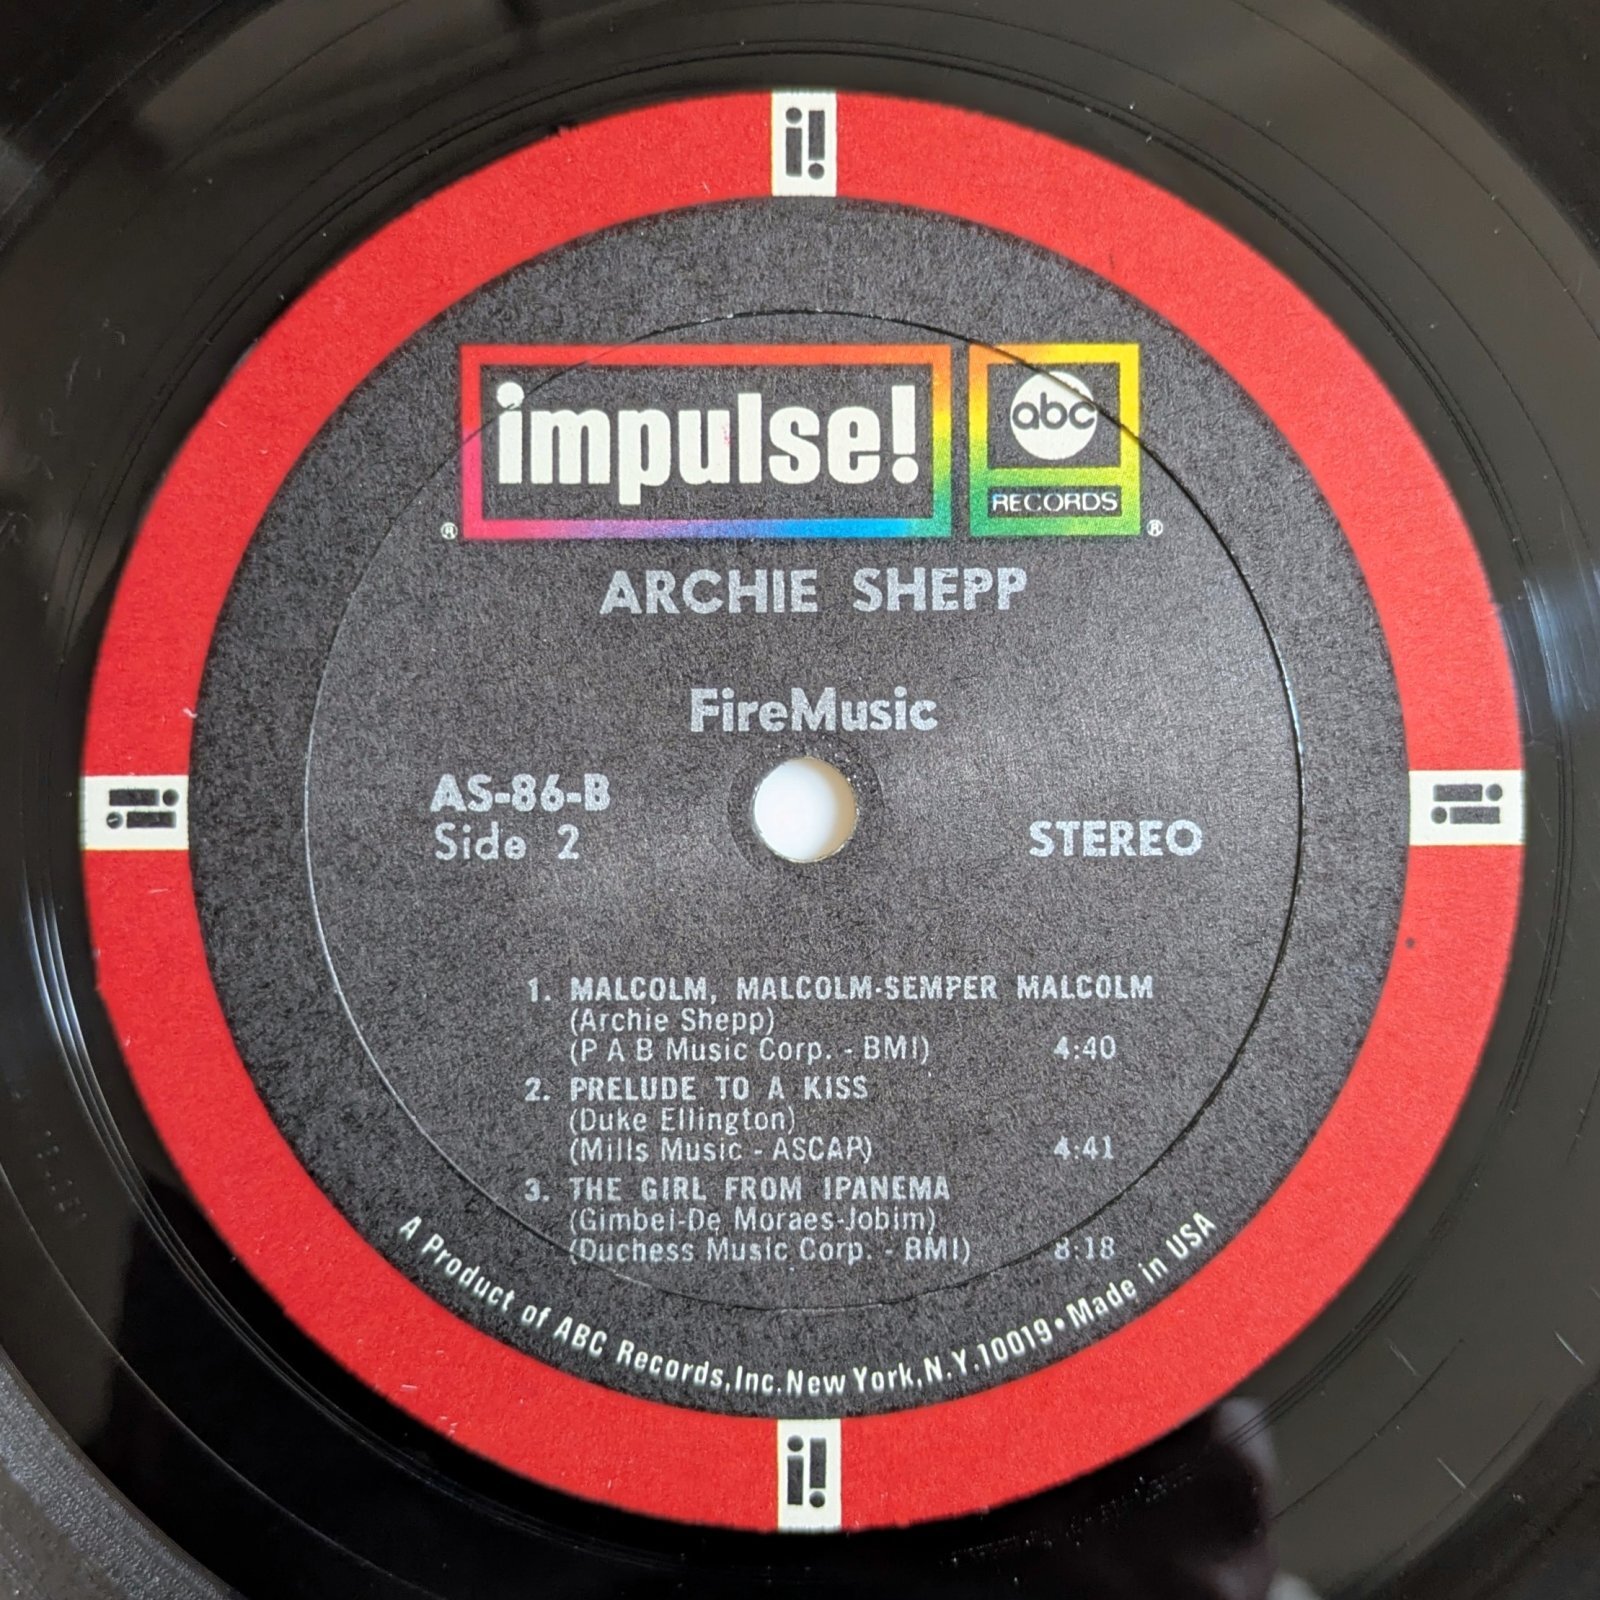 i!
impulse!
abc
RECORDS
®
®
ARCHIE SHEPP
FireMusic
AS-86-B
Side 2
STEREO
i!
i!
1. MALCOLM, MALCOLM-SEMPER MALCOLM
(Archie Shepp)
(P A B Music Corp. - BMI) 4:40
2. PRELUDE TO A KISS
(Duke Ellington)
(Mills Music - ASCAP) 4:41
3. THE GIRL FROM IPANEMA
(Gimbel-De Moraes-Jobim)
(Duchess Music Corp. - BMI) 8:18
A Product of ABC Records, Inc. New York, N.Y. 10019 • Made in USA
i!